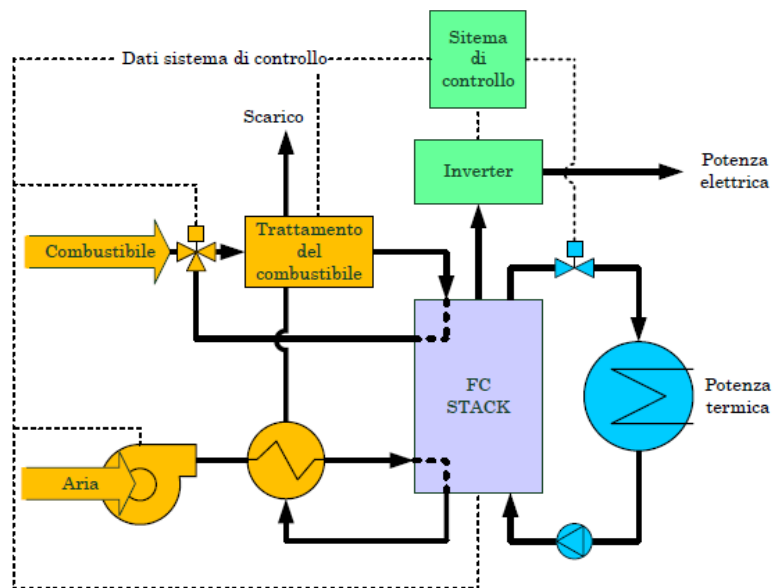 Sitema
di
controllo
Dati sistema di controllo
Scarico
Inverter
Potenza
elettrica
Combustibile
Trattamento
del
combustibile
FC
STACK
Potenza
termica
Aria